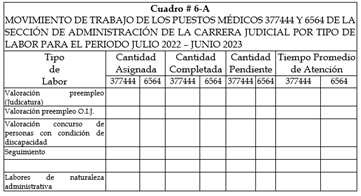 Cuadro # 6-A
MOVIMIENTO DE TRABAJO DE LOS PUESTOS MÉDICOS 377444 Y 6564 DE LA
SECCIÓN DE ADMINISTRACIÓN DE LA CARRERA JUDICIAL POR TIPO DE
LABOR PARA EL PERIODO JULIO 2022 – JUNIO 2023
Tipo de Labor Cantidad Asignada Cantidad Completada Cantidad Pendiente Tiempo Promedio de Atención
377444 6564 377444 6564 377444 6564 377444 6564
Valoración preempleo
(Judicatura)
Valoración preempleo O.I.J.
Valoración concurso de
personas con condición de
discapacidad
Seguimiento
Labores de naturaleza
administrativa